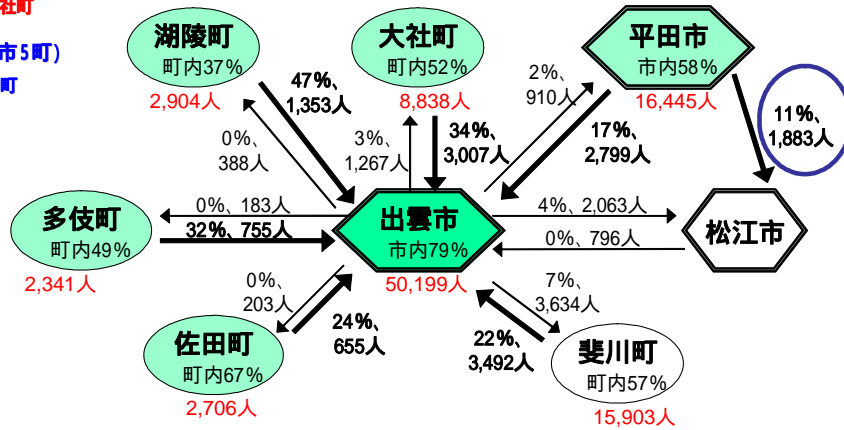 社町
市5町)
町
湖陵町
町内37%
2,904人
大社町
町内52%
8,838人
平田市
市内58%
16,445人
47%、
1,353人
0%、
388人
3%、
1,267人
34%、
3,007人
2%、
910人
17%、
2,799人
11%、
1,883人
多伎町
町内49%
2,341人
0%、183人
32%、755人
出雲市
市内79%
50,199人
4%、2,063人
0%、796人
松江市
0%、
203人
24%、
655人
佐田町
町内67%
2,706人
7%、
3,634人
22%、
3,492人
斐川町
町内57%
15,903人